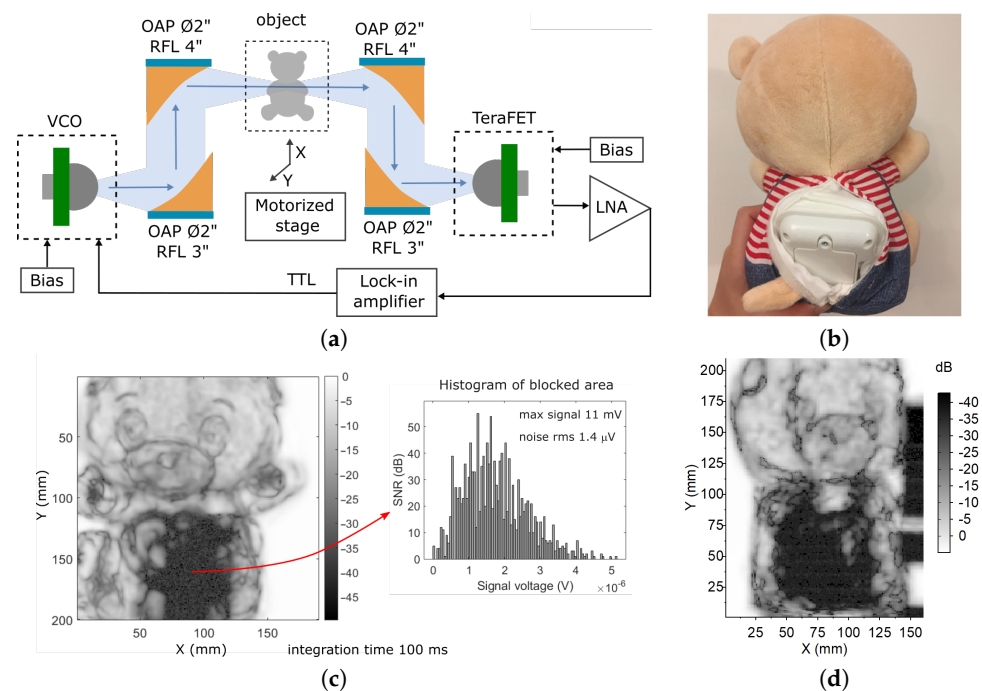 object
OAP Ø2"
RFL 4"
OAP Ø2"
RFL 4"
VCO
TeraFET
Bias
X
Y
Motorized
stage
LNA
OAP Ø2"
RFL 3"
OAP Ø2"
RFL 3"
Bias
TTL
Lock-in
amplifier
(a)
(b)
0
−5
−10
−15
−20
−25
−30
−35
−40
−45
50
100
150
200
Y (mm)
50
100
150
X (mm)
integration time 100 ms
Histogram of blocked area
max signal 11 mV
noise rms 1.4 µV
SNR (dB)
60
50
40
30
20
10
0
0
1
2
3
4
5
Signal voltage (V)
×10⁻⁶
(c)
dB
-40
-35
-30
-25
-20
-15
-10
-5
0
200
175
150
125
100
75
50
25
Y (mm)
25
50
75
100
125
150
X (mm)
(d)